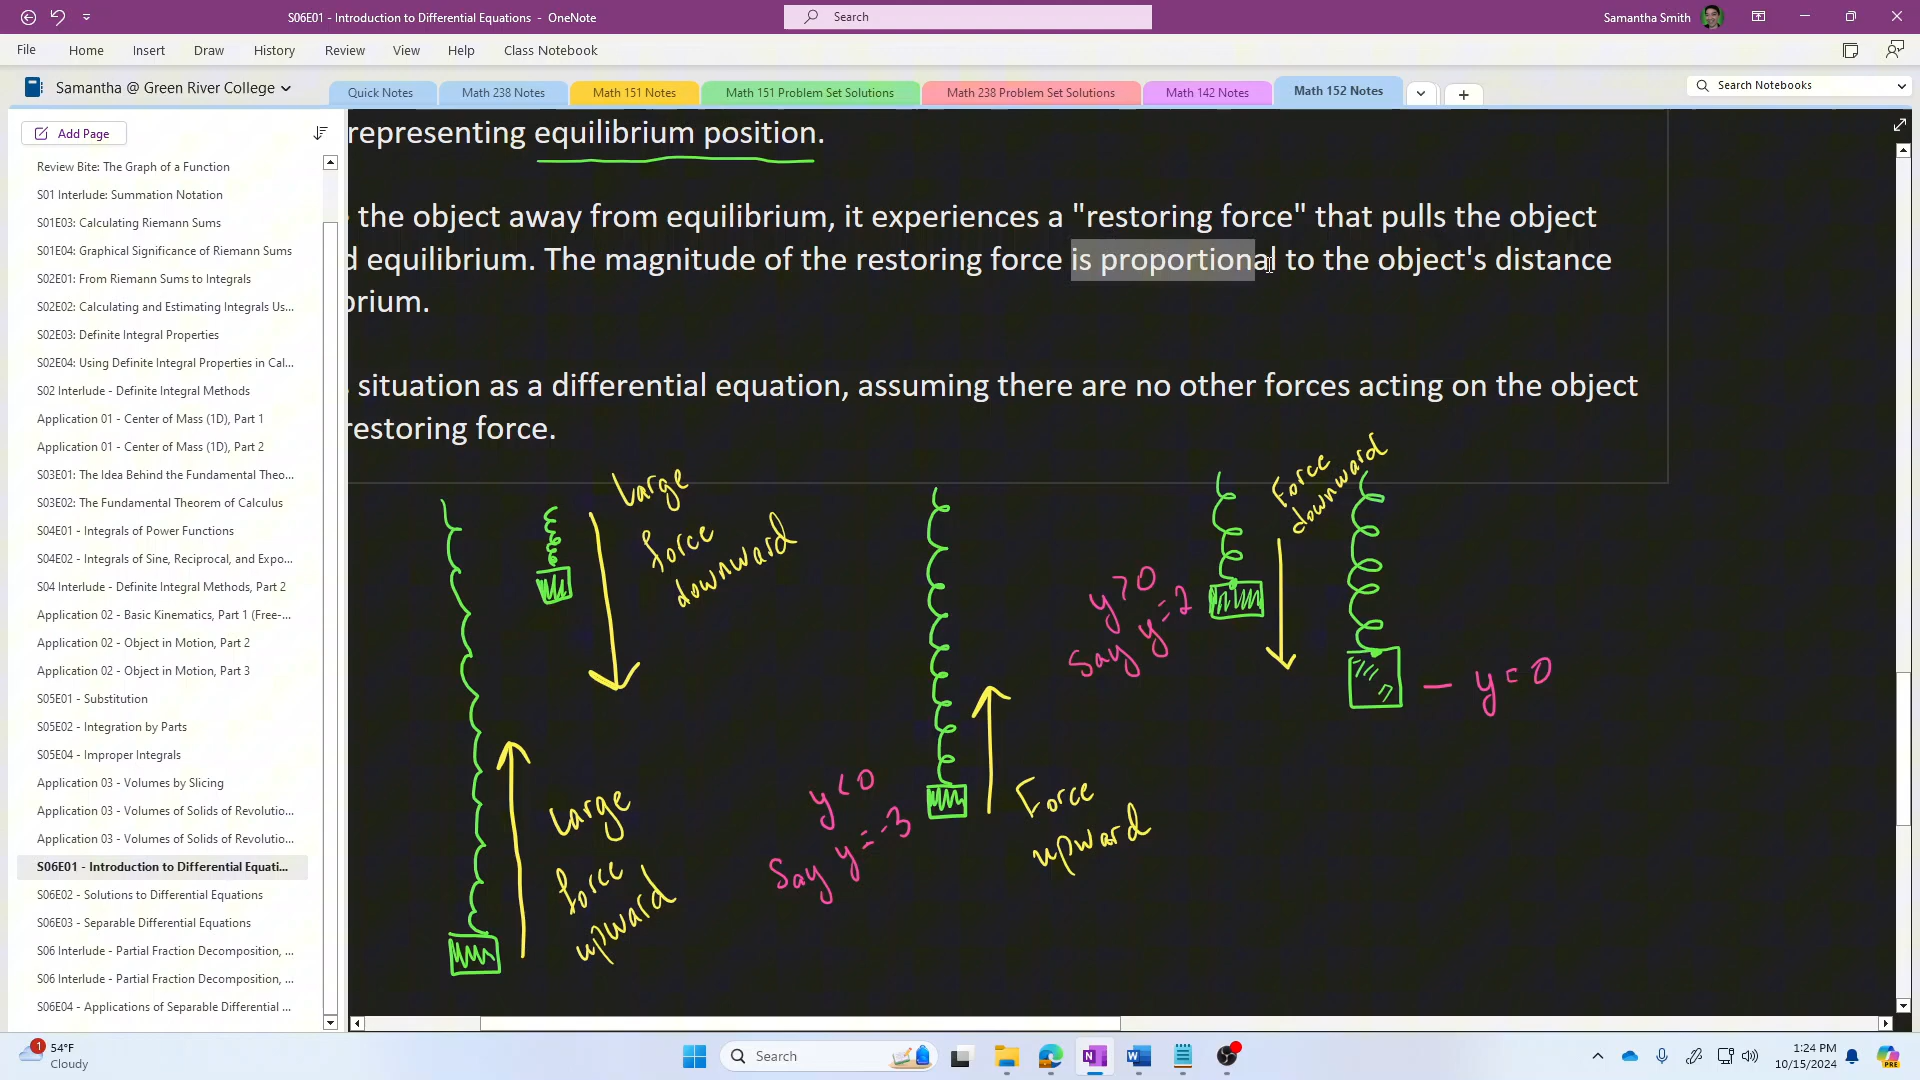 S06E01 - Introduction to Differential Equations - OneNote
Search
Samantha Smith
File Home Insert Draw History Review View Help Class Notebook
Samantha @ Green River College
Quick Notes
Math 238 Notes
Math 151 Notes
Math 151 Problem Set Solutions
Math 238 Problem Set Solutions
Math 142 Notes
Math 152 Notes
Search Notebooks
Add Page
Review Bite: The Graph of a Function
S01 Interlude: Summation Notation
S01E03: Calculating Riemann Sums
S01E04: Graphical Significance of Riemann Sums
S02E01: From Riemann Sums to Integrals
S02E02: Calculating and Estimating Integrals Us...
S02E03: Definite Integral Properties
S02E04: Using Definite Integral Properties in Cal...
S02 Interlude - Definite Integral Methods
Application 01 - Center of Mass (1D), Part 1
Application 01 - Center of Mass (1D), Part 2
S03E01: The Idea Behind the Fundamental Theo...
S03E02: The Fundamental Theorem of Calculus
S04E01 - Integrals of Power Functions
S04E02 - Integrals of Sine, Reciprocal, and Expo...
S04 Interlude - Definite Integral Methods, Part 2
Application 02 - Basic Kinematics, Part 1 (Free-...
Application 02 - Object in Motion, Part 2
Application 02 - Object in Motion, Part 3
S05E01 - Substitution
S05E02 - Integration by Parts
S05E04 - Improper Integrals
Application 03 - Volumes by Slicing
Application 03 - Volumes of Solids of Revolutio...
Application 03 - Volumes of Solids of Revolutio...
S06E01 - Introduction to Differential Equati...
S06E02 - Solutions to Differential Equations
S06E03 - Separable Differential Equations
S06 Interlude - Partial Fraction Decomposition, ...
S06 Interlude - Partial Fraction Decomposition, ...
S06E04 - Applications of Separable Differential ...
representing equilibrium position.
the object away from equilibrium, it experiences a "restoring force" that pulls the object
d equilibrium. The magnitude of the restoring force is proportional to the object's distance
brium.
situation as a differential equation, assuming there are no other forces acting on the object
restoring force.
Large
force
downward
Large
force
upward
y<0
Say y=-3
Force
upward
y>0
Say y=2
Force
downward
y=0
1
54°F
Cloudy
Search
1:24 PM
10/15/2024
PRE